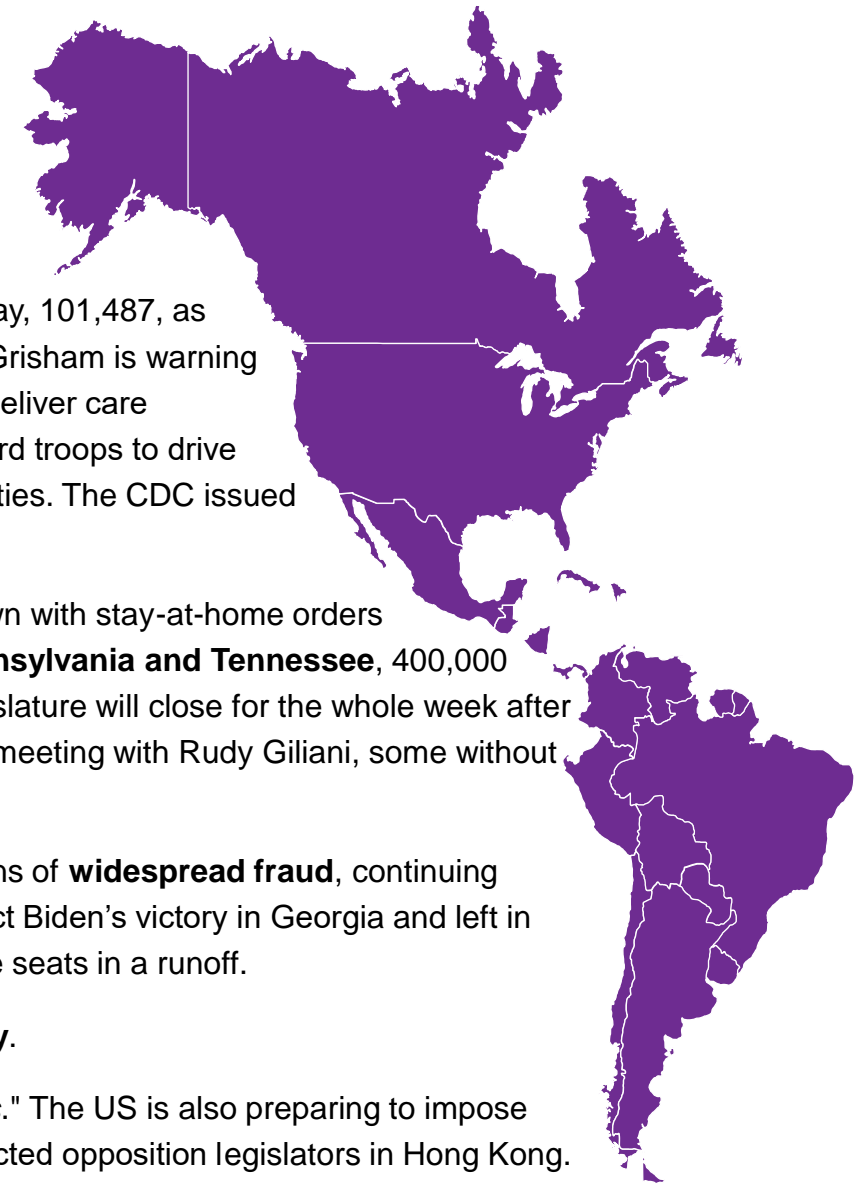 ay, 101,487, as
Grisham is warning
eliver care
rd troops to drive
ties. The CDC issued
wn with stay-at-home orders
nsylvania and Tennessee, 400,000
slature will close for the whole week after
meeting with Rudy Giliani, some without
ns of widespread fraud, continuing
ct Biden’s victory in Georgia and left in
e seats in a runoff.
y.
c." The US is also preparing to impose
cted opposition legislators in Hong Kong.